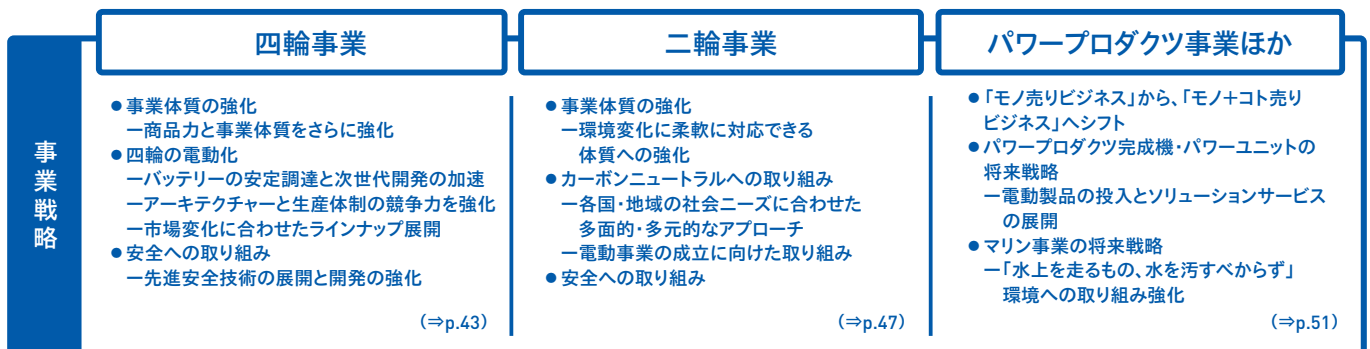 事業戦略
四輪事業
●事業体質の強化
ー商品力と事業体質をさらに強化
●四輪の電動化
ーバッテリーの安定調達と次世代開発の加速
ーアーキテクチャーと生産体制の競争力を強化
ー市場変化に合わせたラインナップ展開
●安全への取り組み
ー先進安全技術の展開と開発の強化
(⇒p.43)
二輪事業
●事業体質の強化
ー環境変化に柔軟に対応できる
体質への強化
●カーボンニュートラルへの取り組み
ー各国・地域の社会ニーズに合わせた
多面的・多元的なアプローチ
ー電動事業の成立に向けた取り組み
●安全への取り組み
(⇒p.47)
パワープロダクツ事業ほか
●「モノ売りビジネス」から、「モノ+コト売り
ビジネス」へシフト
●パワープロダクツ完成機・パワーユニットの
将来戦略
ー電動製品の投入とソリューションサービス
の展開
●マリン事業の将来戦略
ー「水上を走るもの、水を汚すべからず」
環境への取り組み強化
(⇒p.51)